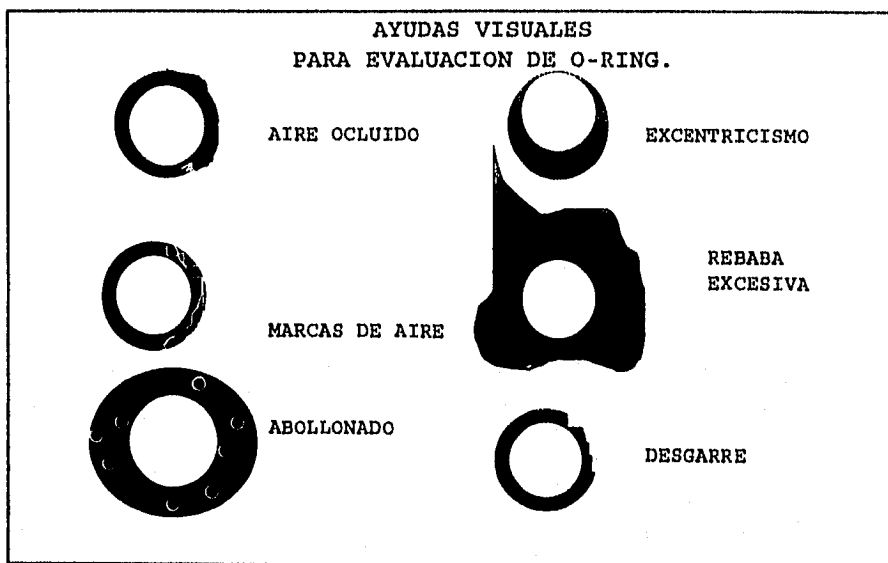 AYUDAS VISUALES
PARA EVALUACION DE O-RING.
AIRE OCLUIDO
EXCENTRICISMO
MARCAS DE AIRE
REBABA
EXCESIVA
ABOLLONADO
DESGARRE